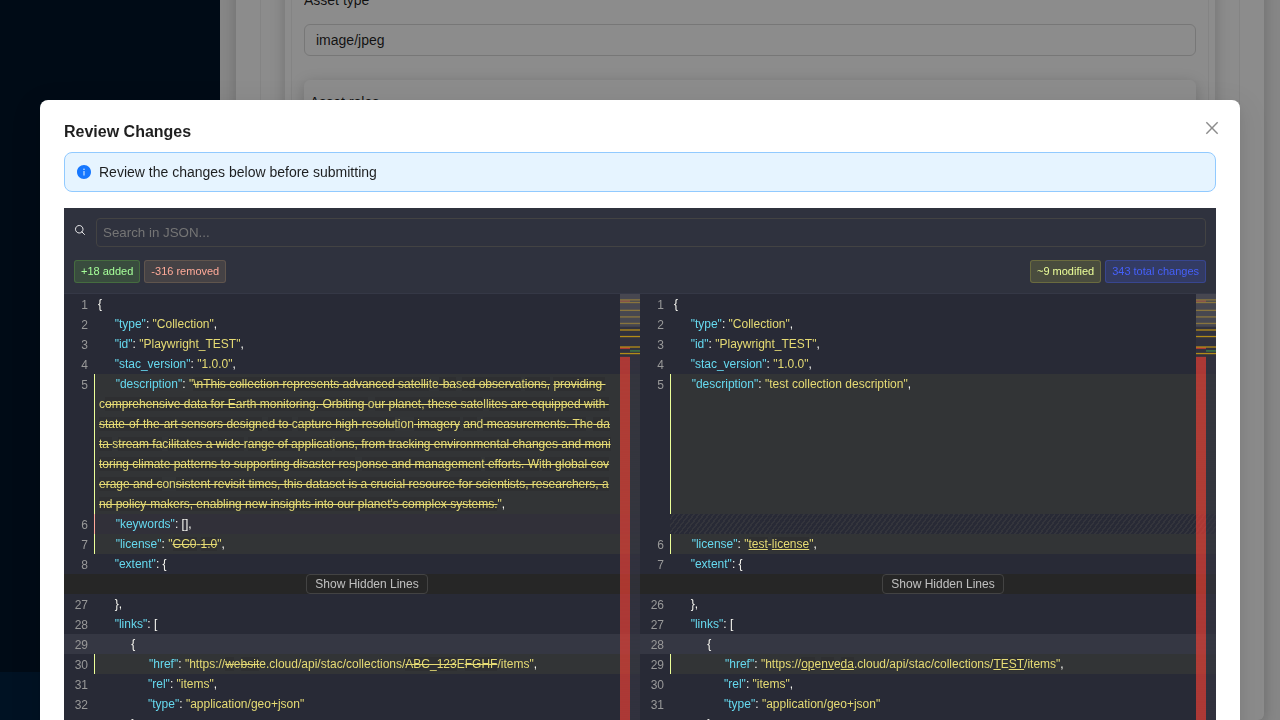 Asset type
image/jpeg
Asset roles
Review Changes
Review the changes below before submitting
Search in JSON...
+18 added
-316 removed
~9 modified
343 total changes
1 {
2 "type": "Collection",
3 "id": "Playwright_TEST",
4 "stac_version": "1.0.0",
5 "description": "\nThis collection represents advanced satellite-based observations, providing
comprehensive data for Earth monitoring. Orbiting our planet, these satellites are equipped with
state-of-the-art sensors designed to capture high-resolution imagery and measurements. The da
ta stream facilitates a wide range of applications, from tracking environmental changes and moni
toring climate patterns to supporting disaster response and management efforts. With global cov
erage and consistent revisit times, this dataset is a crucial resource for scientists, researchers, a
nd policy-makers, enabling new insights into our planet's complex systems.",
6 "keywords": [],
7 "license": "CC0-1.0",
8 "extent": {
Show Hidden Lines
27 },
28 "links": [
29 {
30 "href": "https://website.cloud/api/stac/collections/ABC_123EFGHF/items",
31 "rel": "items",
32 "type": "application/geo+json"
1 {
2 "type": "Collection",
3 "id": "Playwright_TEST",
4 "stac_version": "1.0.0",
5 "description": "test collection description",
6 "license": "test-license",
7 "extent": {
Show Hidden Lines
26 },
27 "links": [
28 {
29 "href": "https://openveda.cloud/api/stac/collections/TEST/items",
30 "rel": "items",
31 "type": "application/geo+json"